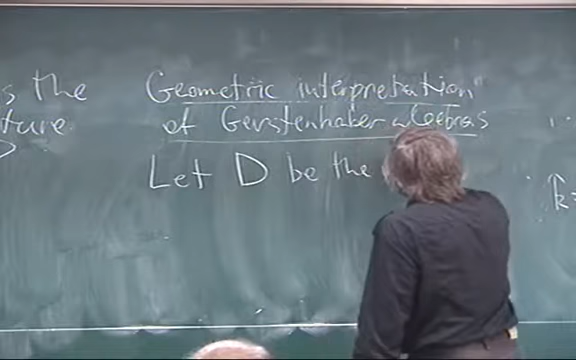 s the
ture
Geometric interpretation"
of Gerstenhaber algebras
Let D be the
k=